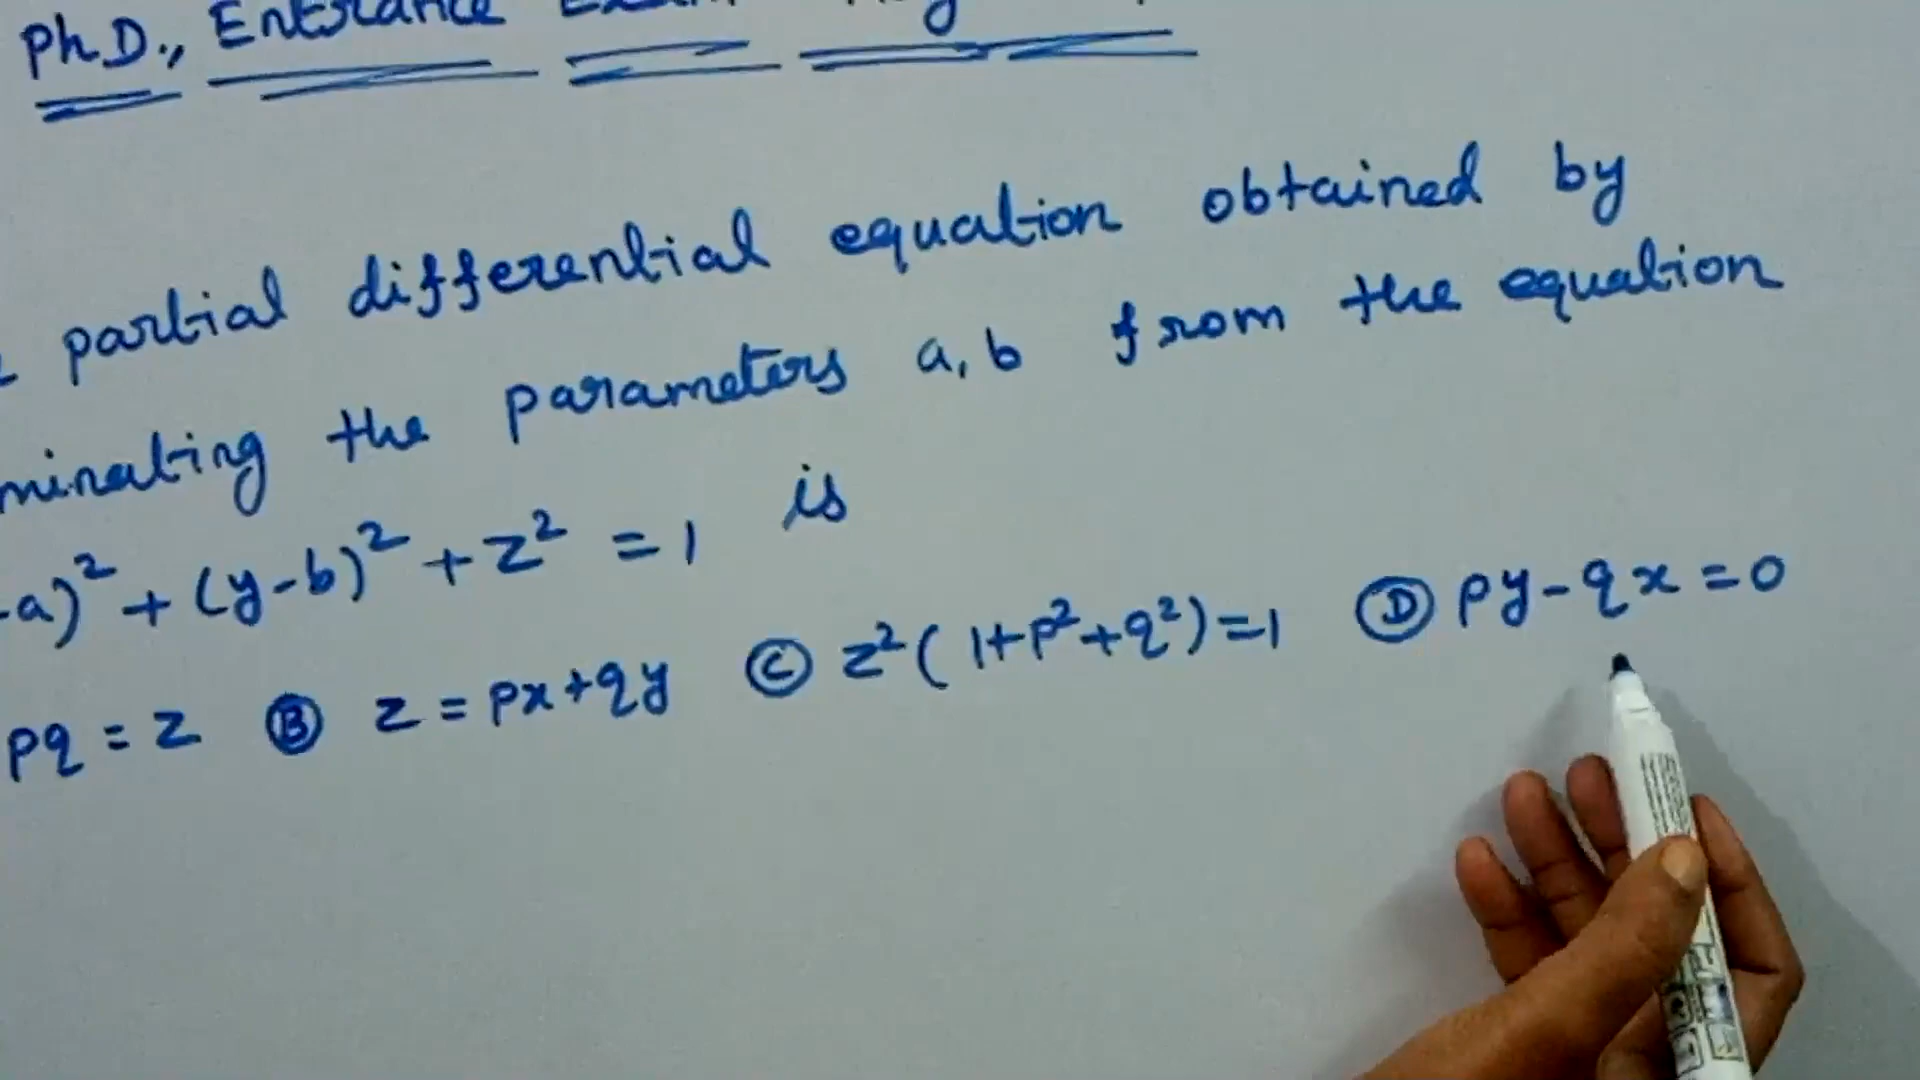 Ph.D., Entrance
partial differential equation obtained by
minating the parameters a, b from the equation
-a)² + (y-b)² + z² = 1 is
pq = z Ⓑ z = px + qy Ⓒ z² ( 1+p²+q²) = 1 Ⓓ py - qx = 0